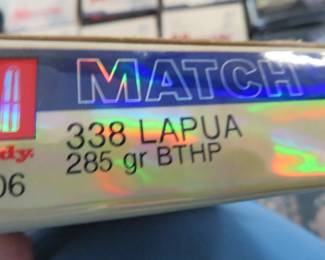 MATCH
338 LAPUA
285 gr BTHP
dy.
06